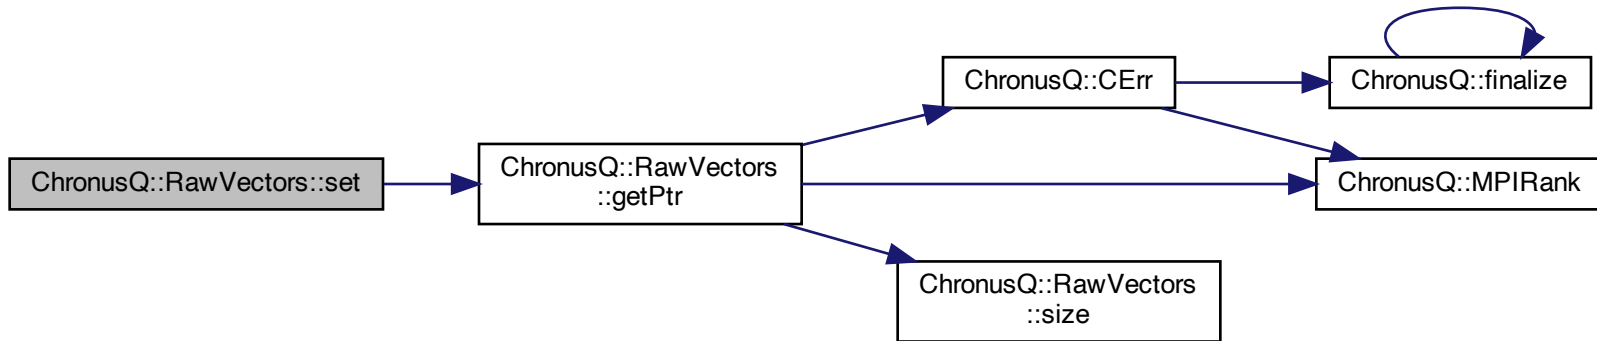 ChronusQ::RawVectors::set
ChronusQ::RawVectors
::getPtr
ChronusQ::CErr
ChronusQ::finalize
ChronusQ::MPIRank
ChronusQ::RawVectors
::size